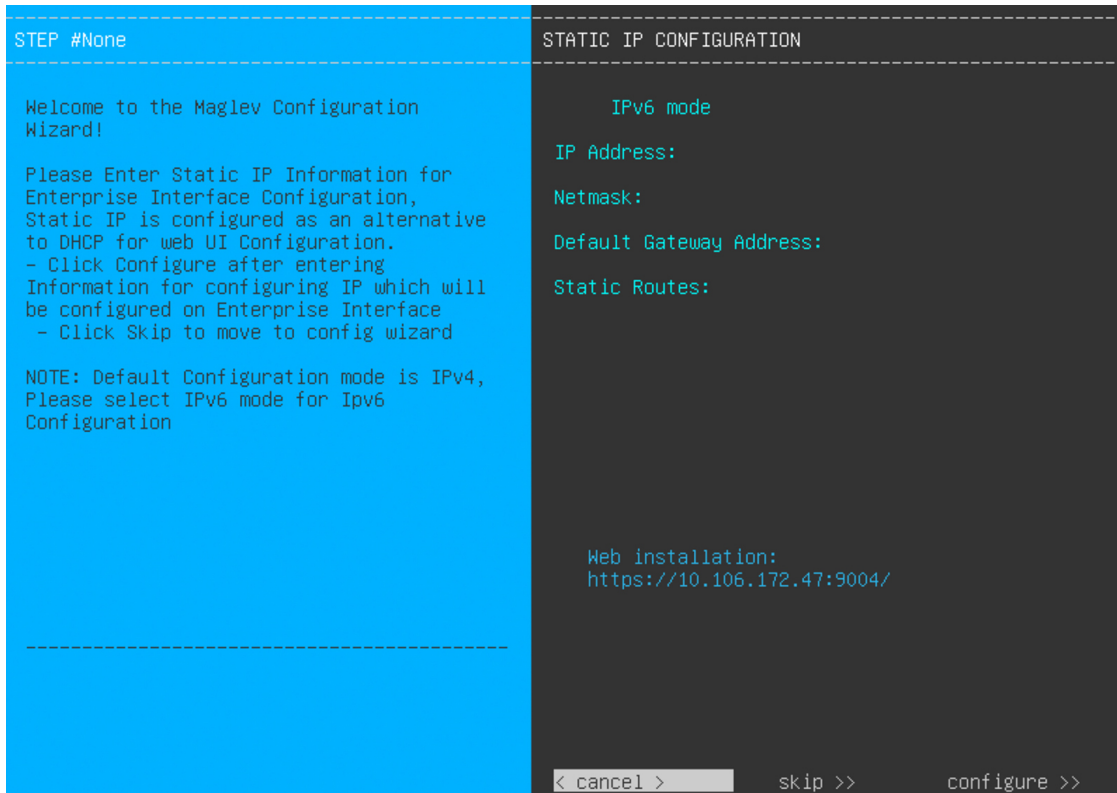 STEP #None
Welcome to the Maglev Configuration
Wizard!
Please Enter Static IP Information for
Enterprise Interface Configuration,
Static IP is configured as an alternative
to DHCP for web UI Configuration.
- Click Configure after entering
Information for configuring IP which will
be configured on Enterprise Interface
- Click Skip to move to config wizard
NOTE: Default Configuration mode is IPv4,
Please select IPv6 mode for Ipv6
Configuration
STATIC IP CONFIGURATION
IPv6 mode
IP Address:
Netmask:
Default Gateway Address:
Static Routes:
Web installation:
https://10.106.172.47:9004/
< cancel > skip >> configure >>